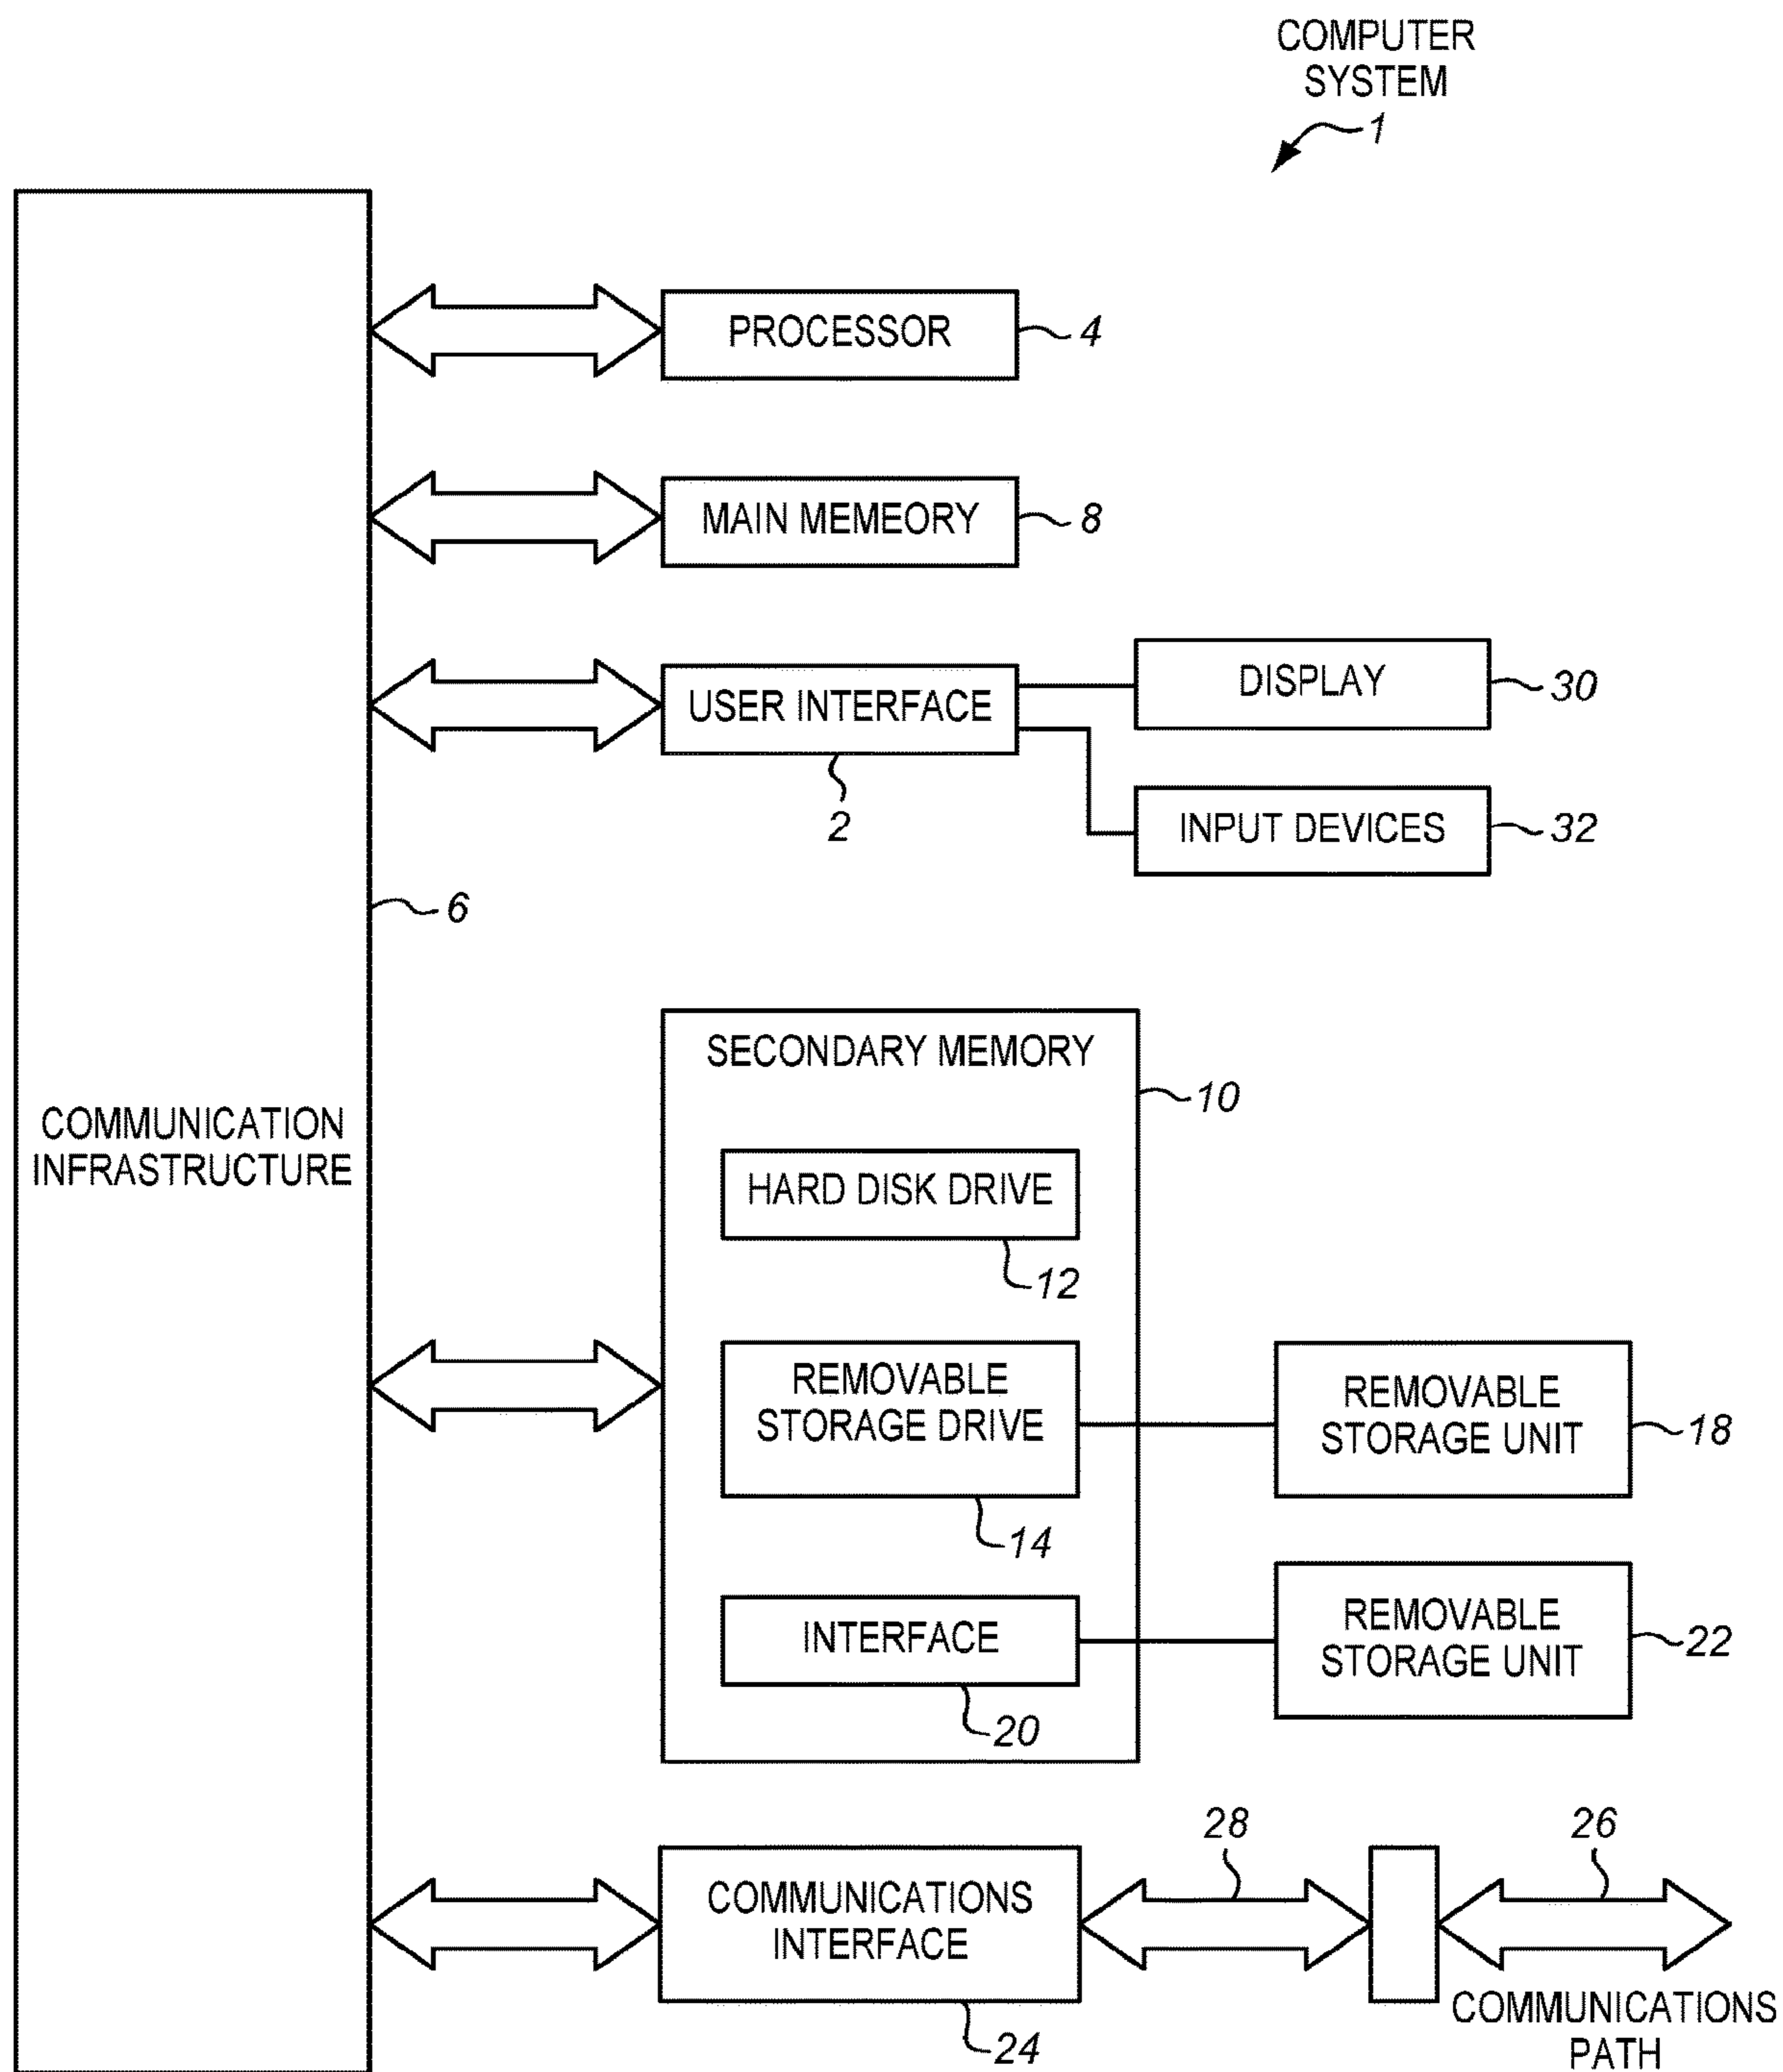 COMPUTER
SYSTEM
1
PROCESSOR
4
MAIN MEMEORY
8
USER INTERFACE
2
DISPLAY
30
INPUT DEVICES
32
6
COMMUNICATION
INFRASTRUCTURE
SECONDARY MEMORY
10
HARD DISK DRIVE
12
REMOVABLE
STORAGE DRIVE
14
REMOVABLE
STORAGE UNIT
18
INTERFACE
20
REMOVABLE
STORAGE UNIT
22
COMMUNICATIONS
INTERFACE
24
28
26
COMMUNICATIONS
PATH